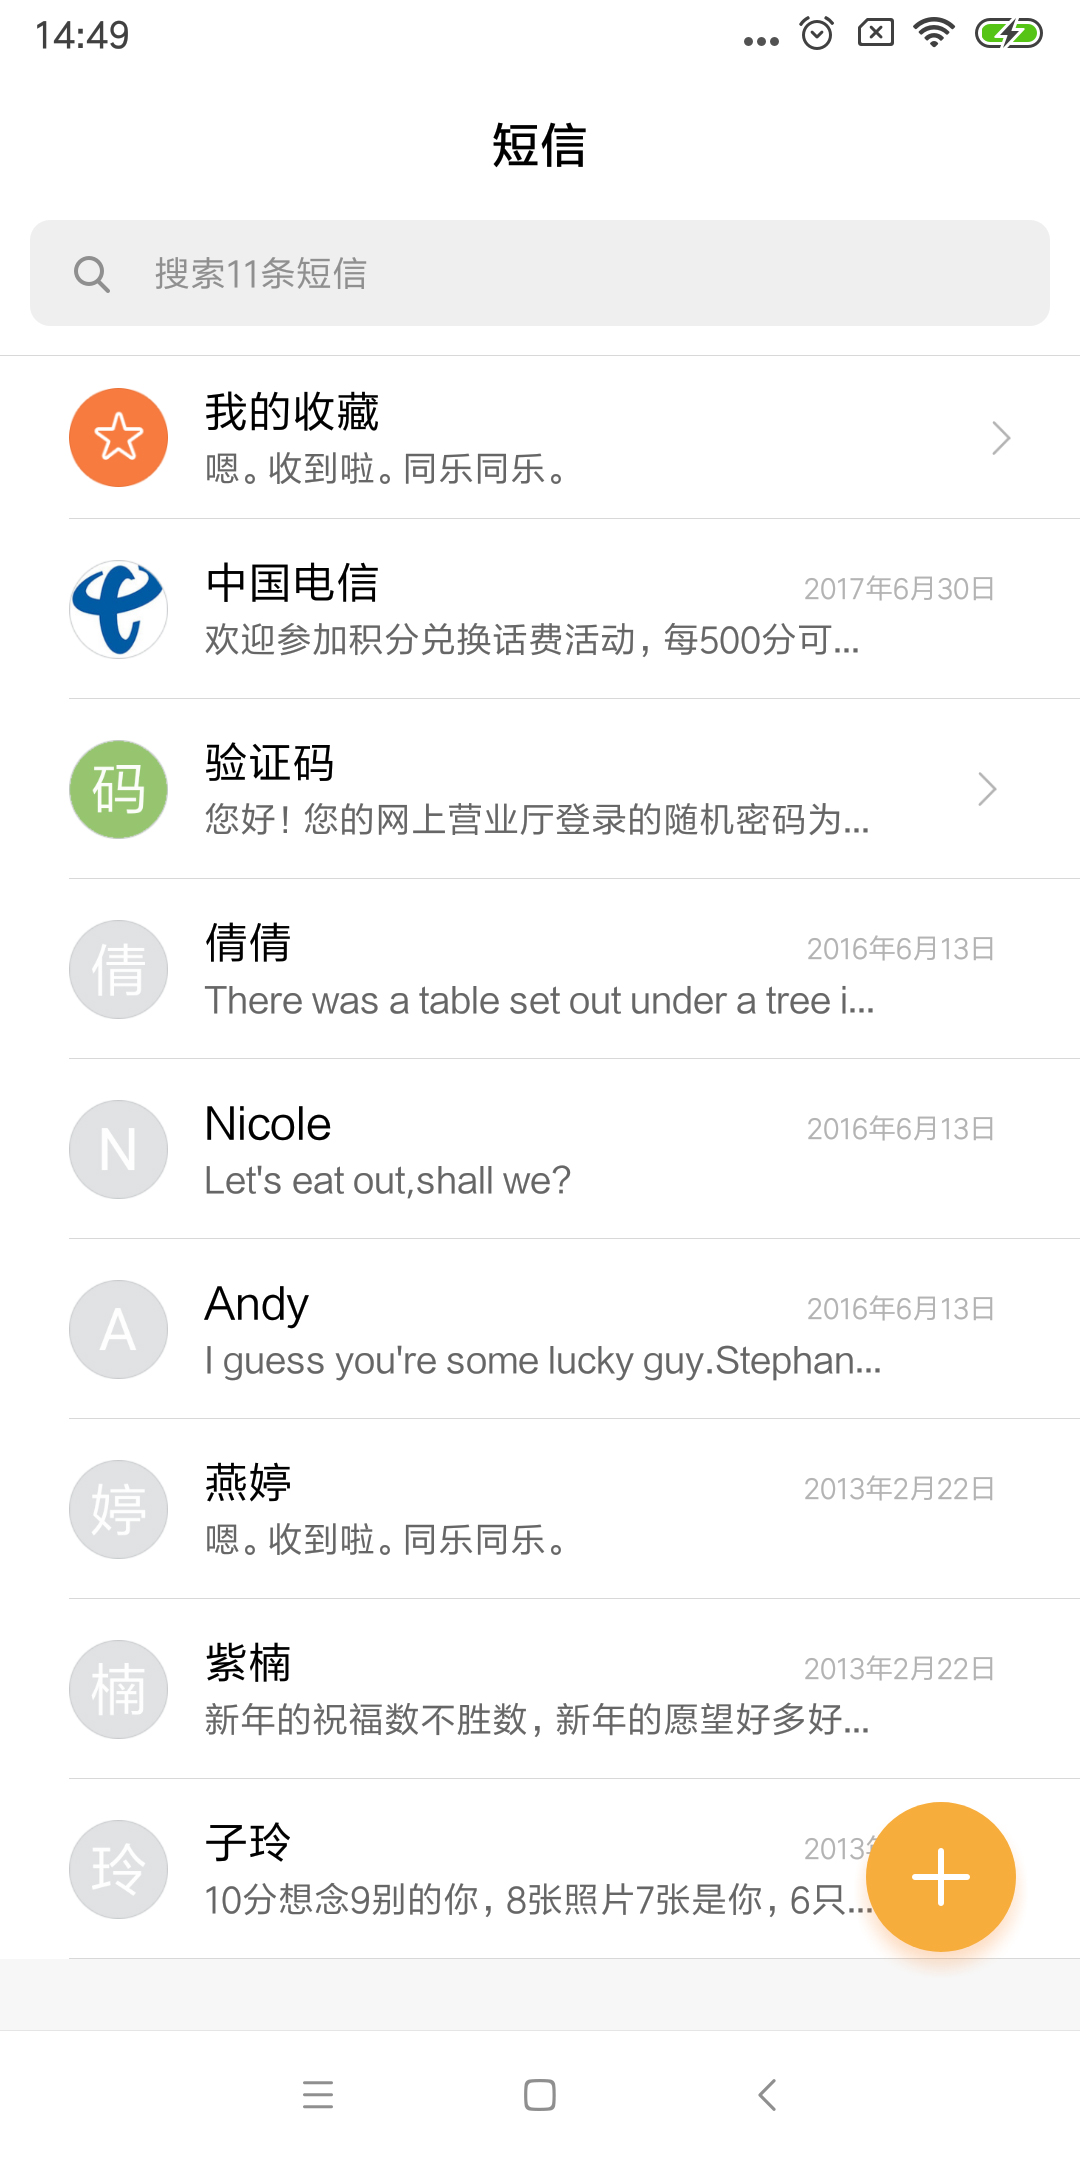 14:49
短信
搜索11条短信
我的收藏
嗯。收到啦。同乐同乐。
中国电信
2017年6月30日
欢迎参加积分兑换话费活动，每500分可...
码
验证码
您好！您的网上营业厅登录的随机密码为...
倩
倩倩
2016年6月13日
There was a table set out under a tree i...
N
Nicole
2016年6月13日
Let's eat out,shall we?
A
Andy
2016年6月13日
I guess you're some lucky guy.Stephan...
婷
燕婷
2013年2月22日
嗯。收到啦。同乐同乐。
楠
紫楠
2013年2月22日
新年的祝福数不胜数，新年的愿望好多好...
玲
子玲
2013
10分想念9别的你，8张照片7张是你，6只...